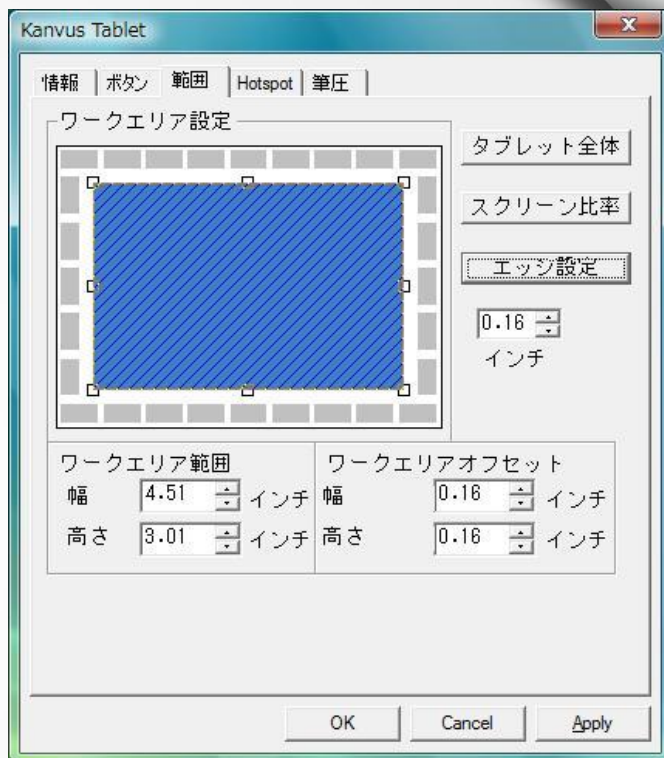 Kanvus Tablet
情報 ボタン 範囲 Hotspot 筆圧
ワークエリア設定
タブレット全体
スクリーン比率
エッジ設定
0.16
インチ
ワークエリア範囲
幅 4.51 インチ
高さ 3.01 インチ
ワークエリアオフセット
幅 0.16 インチ
高さ 0.16 インチ
OK Cancel Apply